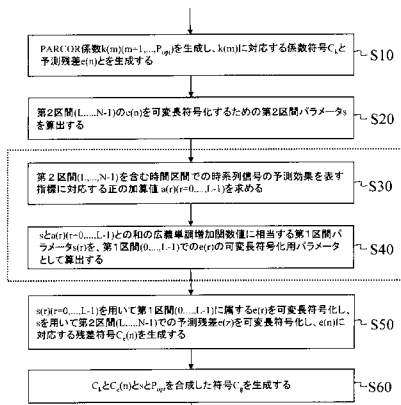 PARCOR係数k(m)(m=1,...,Popt)を生成し、k(m)に対応する係数符号Ckと
予測残差e(n)とを生成する
S10
第2区間(L,...,N-1)のe(n)を可変長符号化するための第2区間パラメータs
を算出する
S20
第2区間(L,...,N-1)を含む時間区間での時系列信号の予測効果を表す
指標に対応する正の加算値a(r)(r=0,...,L-1)を求める
S30
sとa(r)(r=0,...,L-1)との和の広義単調増加関数値に相当する第1区間パ
ラメータs(r)を、第1区間(0,...,L-1)でのe(r)の可変長符号化用パラメータ
として算出する
S40
s(r)(r=0,...,L-1)を用いて第1区間(0,...,L-1)に属するe(r)を可変長符号化し、
sを用いて第2区間(L,...,N-1)での予測残差e(z)を可変長符号化し、e(n)に
対応する残差符号Ce(n)を生成する
S50
CkとCe(n)とsとPoptを合成した符号Cgを生成する
S60